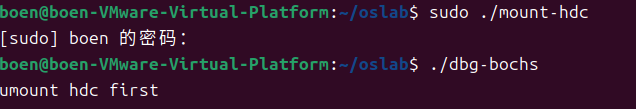 boen@boen-VMware-Virtual-Platform:~/oslab$ sudo ./mount-hdc
[sudo] boen 的密码：
boen@boen-VMware-Virtual-Platform:~/oslab$ ./dbg-bochs
umount hdc first